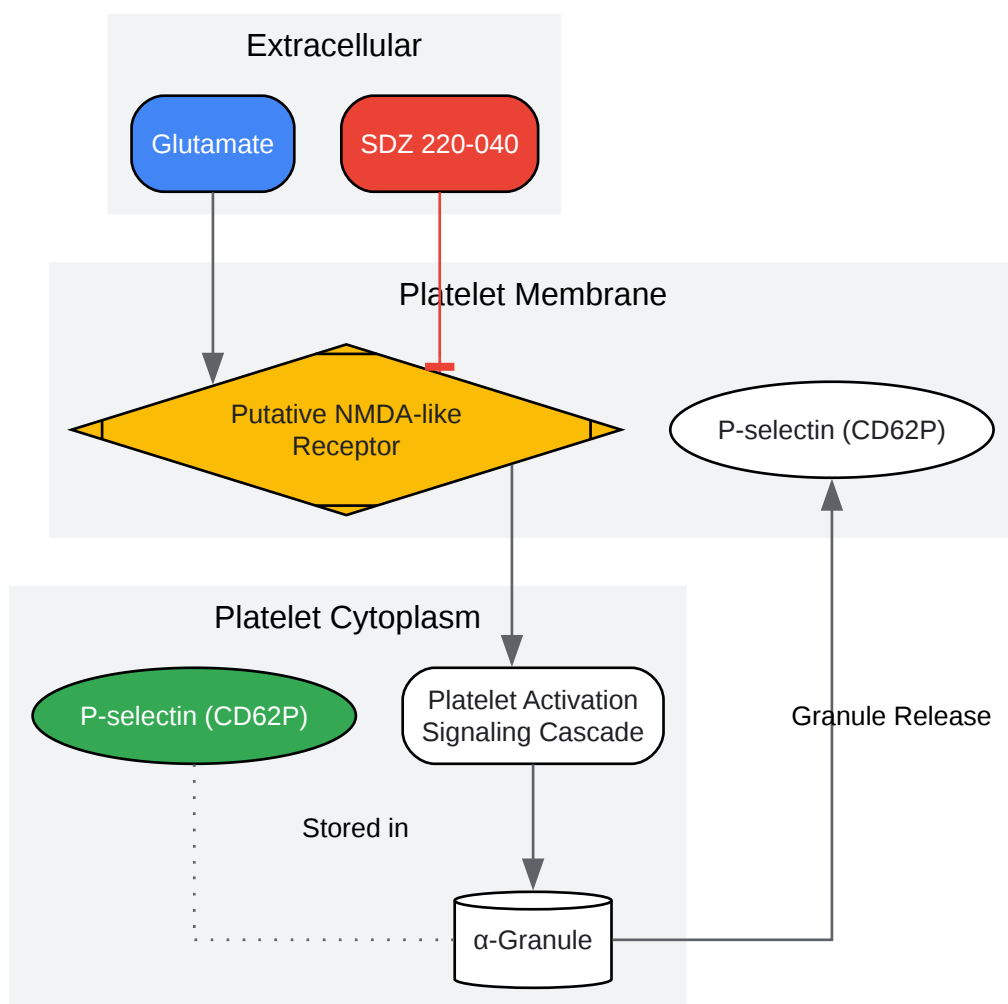 Extracellular
Glutamate
SDZ 220-040
Platelet Membrane
Putative NMDA-like
Receptor
P-selectin (CD62P)
Platelet Cytoplasm
P-selectin (CD62P)
Platelet Activation
Signaling Cascade
Granule Release
Stored in
α-Granule